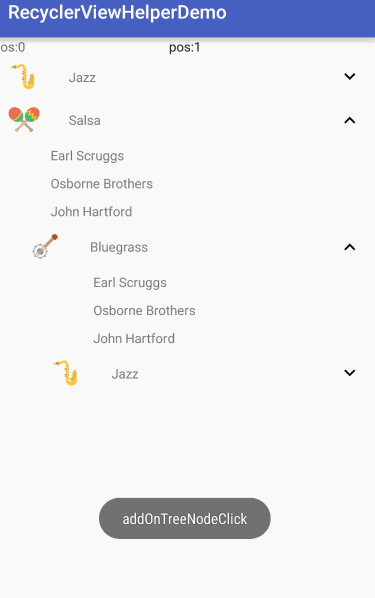 RecyclerViewHelperDemo
os:0 pos:1
Jazz
Salsa
Earl Scruggs
Osborne Brothers
John Hartford
Bluegrass
Earl Scruggs
Osborne Brothers
John Hartford
Jazz
addOnTreeNodeClick